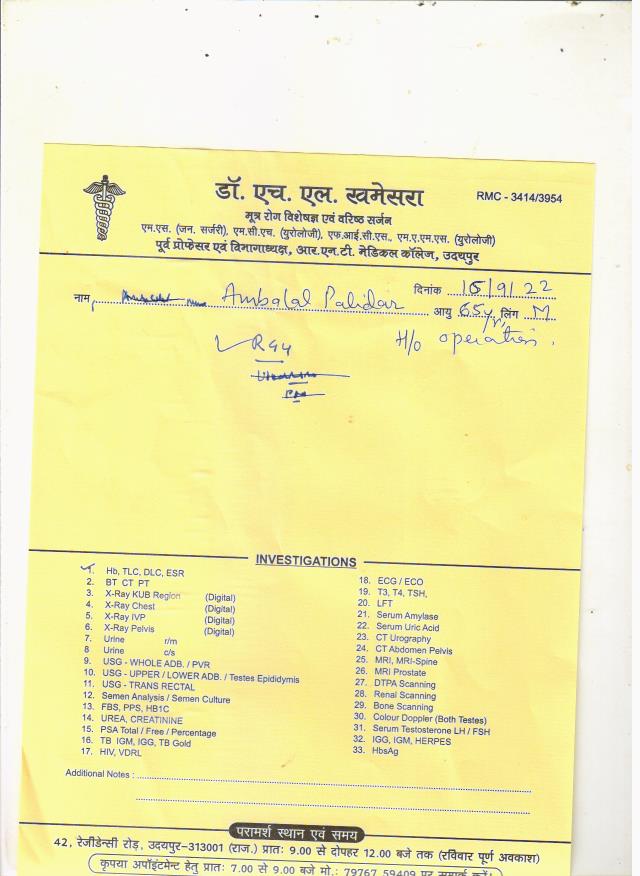 डॉ. एच. एल. खमेसरा
RMC - 3414/3954
मूत्र रोग विशेषज्ञ एवं वरिष्ठ सर्जन
एम.एस. (जन. सर्जरी), एम.सी.एच. (युरोलोजी), एफ.आई.सी.एस., एम.ए.एम.एस. (युरोलोजी)
पूर्व प्रोफेसर एवं विभागाध्यक्ष, आर.एन.टी. मेडिकल कॉलेज, उदयपुर
दिनांक 15/9/22
नाम Ambalal Patidar आयु 65yr लिंग M
H/o operation.
INVESTIGATIONS
1. Hb, TLC, DLC, ESR
2. BT CT PT
3. X-Ray KUB Region (Digital)
4. X-Ray Chest (Digital)
5. X-Ray IVP (Digital)
6. X-Ray Pelvis (Digital)
7. Urine r/m
8 Urine c/s
9. USG - WHOLE ADB. / PVR
10. USG - UPPER / LOWER ADB. / Testes Epididymis
11. USG - TRANS RECTAL
12. Semen Analysis / Semen Culture
13. FBS, PPS, HB1C
14. UREA, CREATININE
15. PSA Total / Free / Percentage
16. TB IGM, IGG, TB Gold
17. HIV, VDRL
18. ECG / ECO
19. T3, T4, TSH,
20. LFT
21. Serum Amylase
22. Serum Uric Acid
23. CT Urography
24. CT Abdomen Pelvis
25. MRI, MRI-Spine
26. MRI Prostate
27. DTPA Scanning
28. Renal Scanning
29. Bone Scanning
30. Colour Doppler (Both Testes)
31. Serum Testosterone LH / FSH
32. IGG, IGM, HERPES
33. HbsAg
Additional Notes :
परामर्श स्थान एवं समय
42, रेजीडेन्सी रोड़, उदयपुर-313001 (राज.) प्रातः 9.00 से दोपहर 12.00 बजे तक (रविवार पूर्ण अवकाश)
कृपया अपॉइंटमेन्ट हेतु प्रातः 7.00 से 9.00 बजे मो.: 79767 59409 पर सम्पर्क करें।